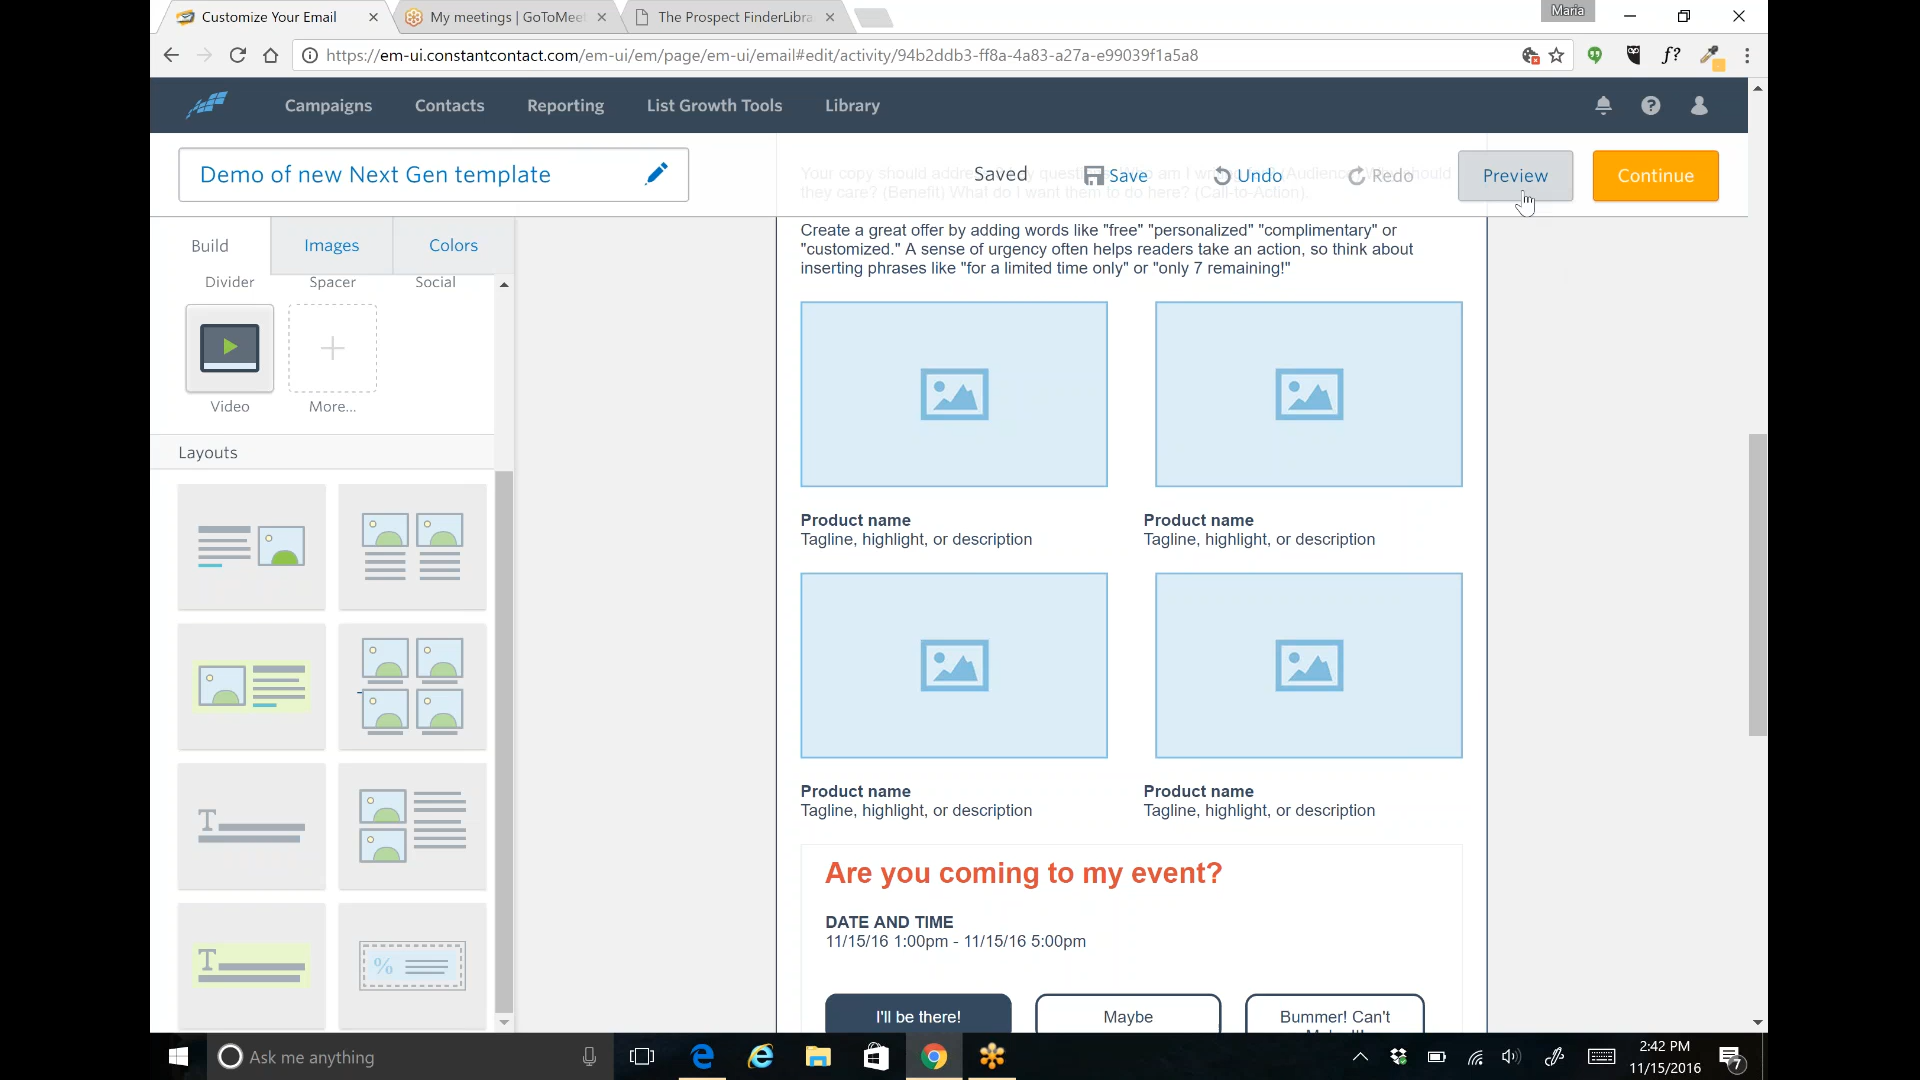 Customize Your Email
My meetings | GoToMee
The Prospect FinderLibra
Maria
https://em-ui.constantcontact.com/em-ui/em/page/em-ui/email#edit/activity/94b2ddb3-ff8a-4a83-a27a-e99039f1a5a8
f?
Campaigns
Contacts
Reporting
List Growth Tools
Library
Demo of new Next Gen template
Saved
Save
Undo
Redo
Preview
Continue
Your copy should addre
they care? (Benefit) What do I want them to do here? (Call-to-Action).
Build
Images
Colors
Divider
Spacer
Social
Video
More...
Layouts
T
T
%
Create a great offer by adding words like "free" "personalized" "complimentary" or
"customized." A sense of urgency often helps readers take an action, so think about
inserting phrases like "for a limited time only" or "only 7 remaining!"
Product name
Tagline, highlight, or description
Product name
Tagline, highlight, or description
Product name
Tagline, highlight, or description
Product name
Tagline, highlight, or description
Are you coming to my event?
DATE AND TIME
11/15/16 1:00pm - 11/15/16 5:00pm
I'll be there!
Maybe
Bummer! Can't
Ask me anything
2:42 PM
11/15/2016
7